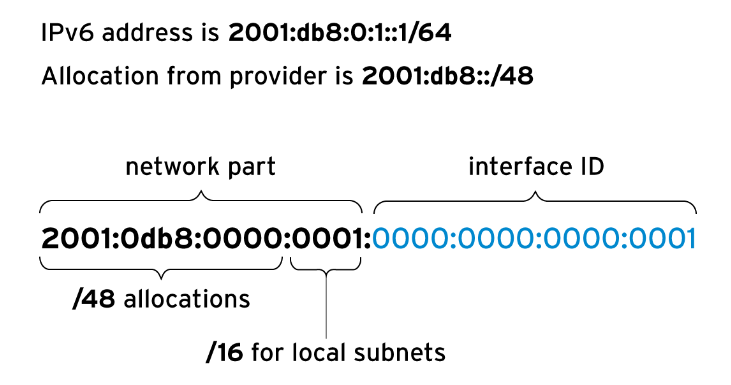 IPv6 address is 2001:db8:0:1::1/64
Allocation from provider is 2001:db8::/48
network part
interface ID
2001:0db8:0000:0001:0000:0000:0000:0001
/48 allocations
/16 for local subnets